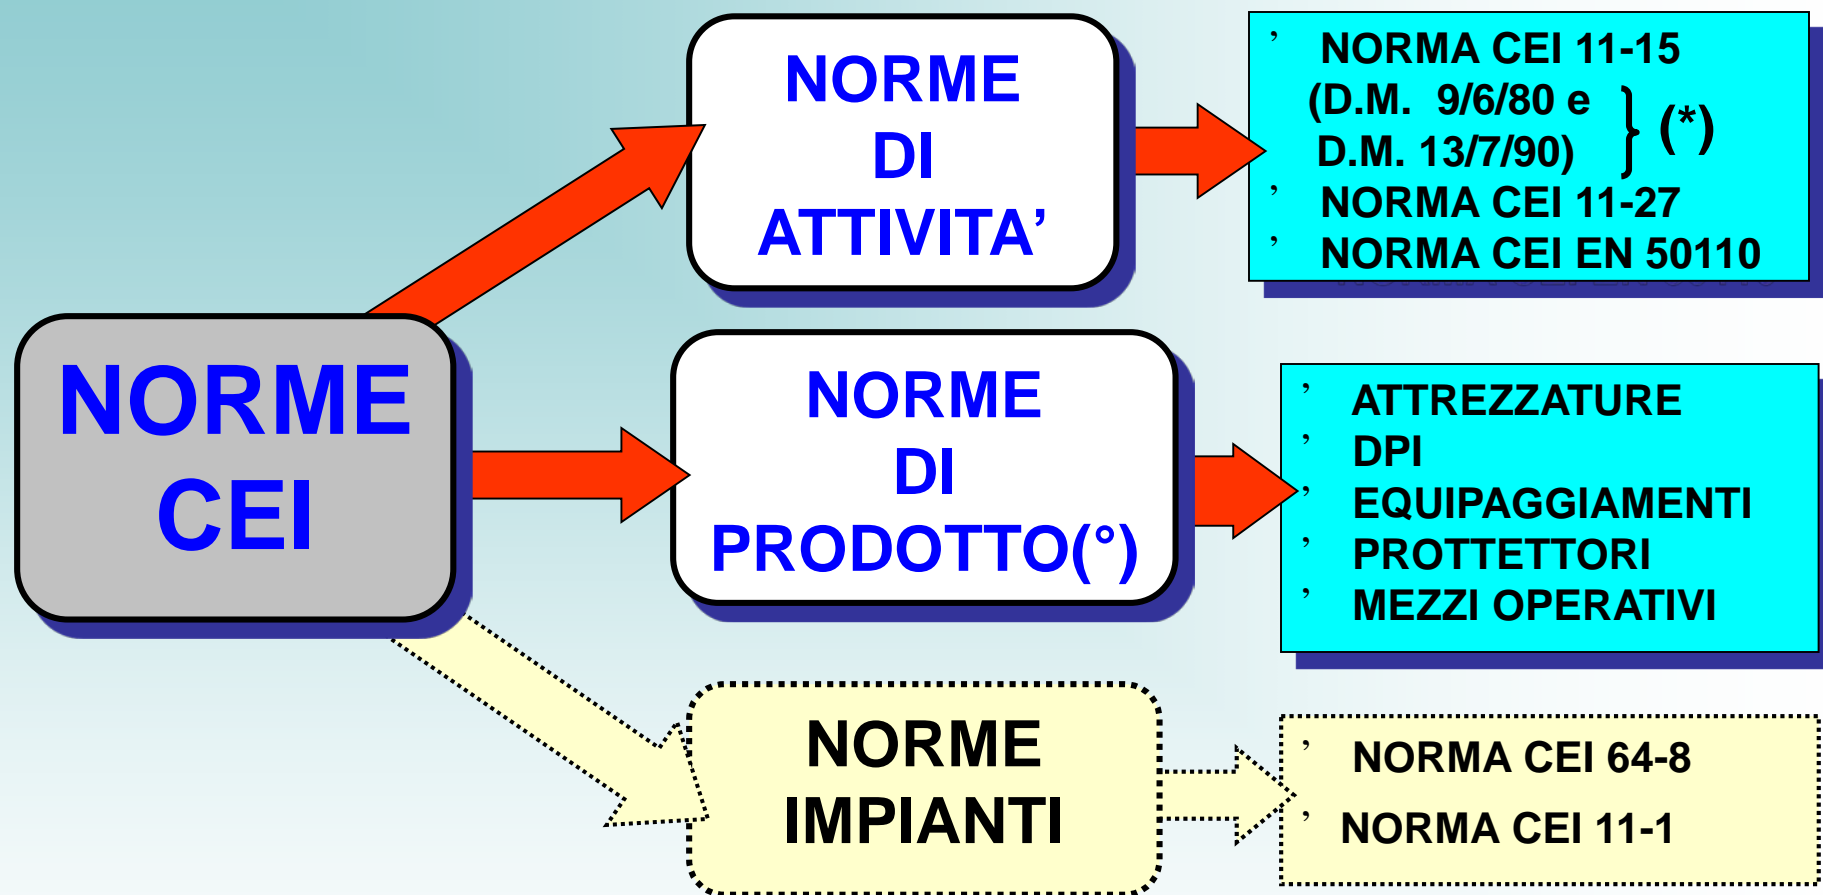 NORME
CEI
NORME
DI
ATTIVITA’
’ NORMA CEI 11-15
(D.M. 9/6/80 e
D.M. 13/7/90)
} (*)
’ NORMA CEI 11-27
’ NORMA CEI EN 50110
NORME
DI
PRODOTTO(°)
’ ATTREZZATURE
’ DPI
’ EQUIPAGGIAMENTI
’ PROTTETTORI
’ MEZZI OPERATIVI
NORME
IMPIANTI
’ NORMA CEI 64-8
’ NORMA CEI 11-1